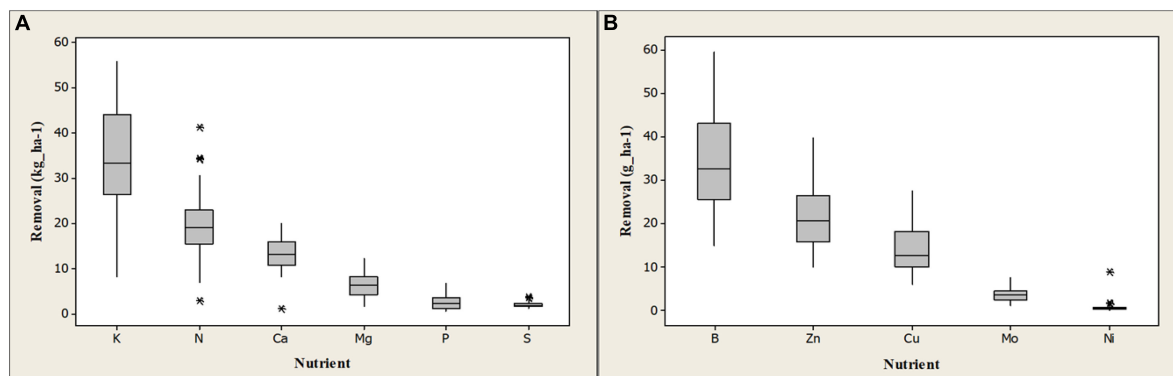 A
Removal (kg_ha-1)
60
50
40
30
20
10
0
K N Ca Mg P S
Nutrient
B
Removal (g_ha-1)
60
50
40
30
20
10
0
B Zn Cu Mo Ni
Nutrient